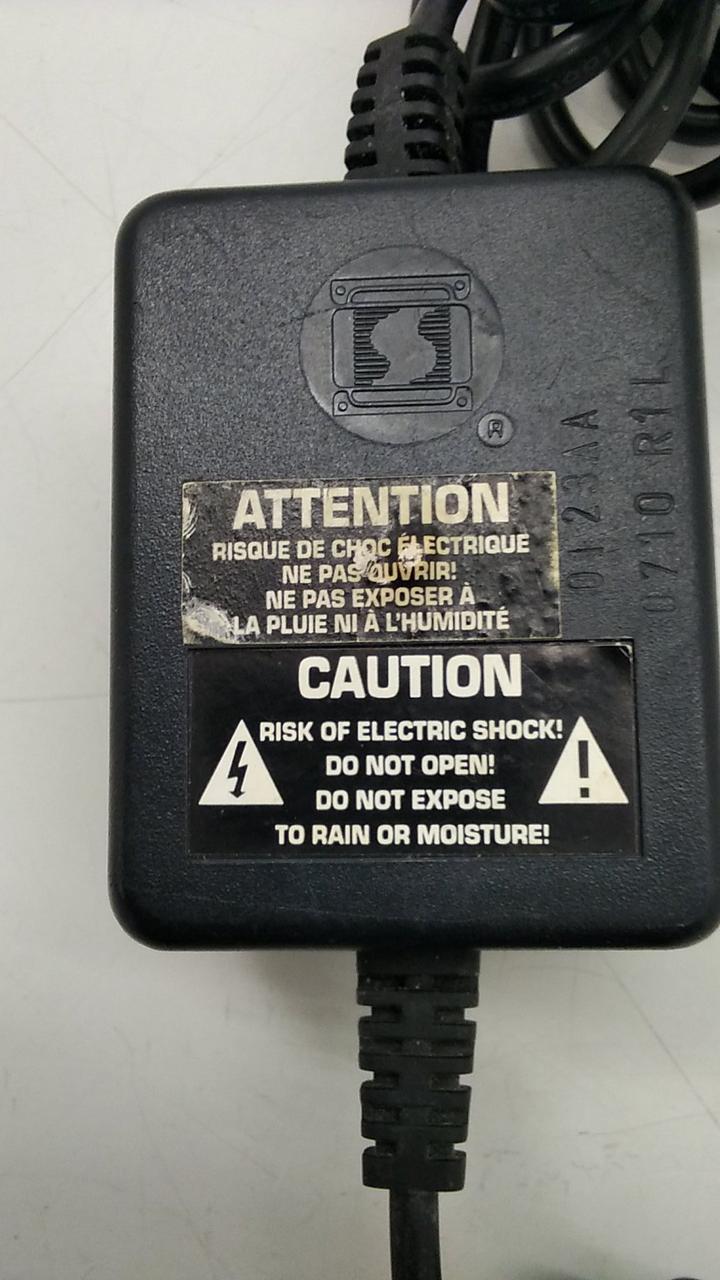 ®
0123AA
0710 R1L
ATTENTION
RISQUE DE CHOC ÉLECTRIQUE
NE PAS OUVRIR!
NE PAS EXPOSER À
LA PLUIE NI À L'HUMIDITÉ
CAUTION
RISK OF ELECTRIC SHOCK!
DO NOT OPEN!
DO NOT EXPOSE
TO RAIN OR MOISTURE!